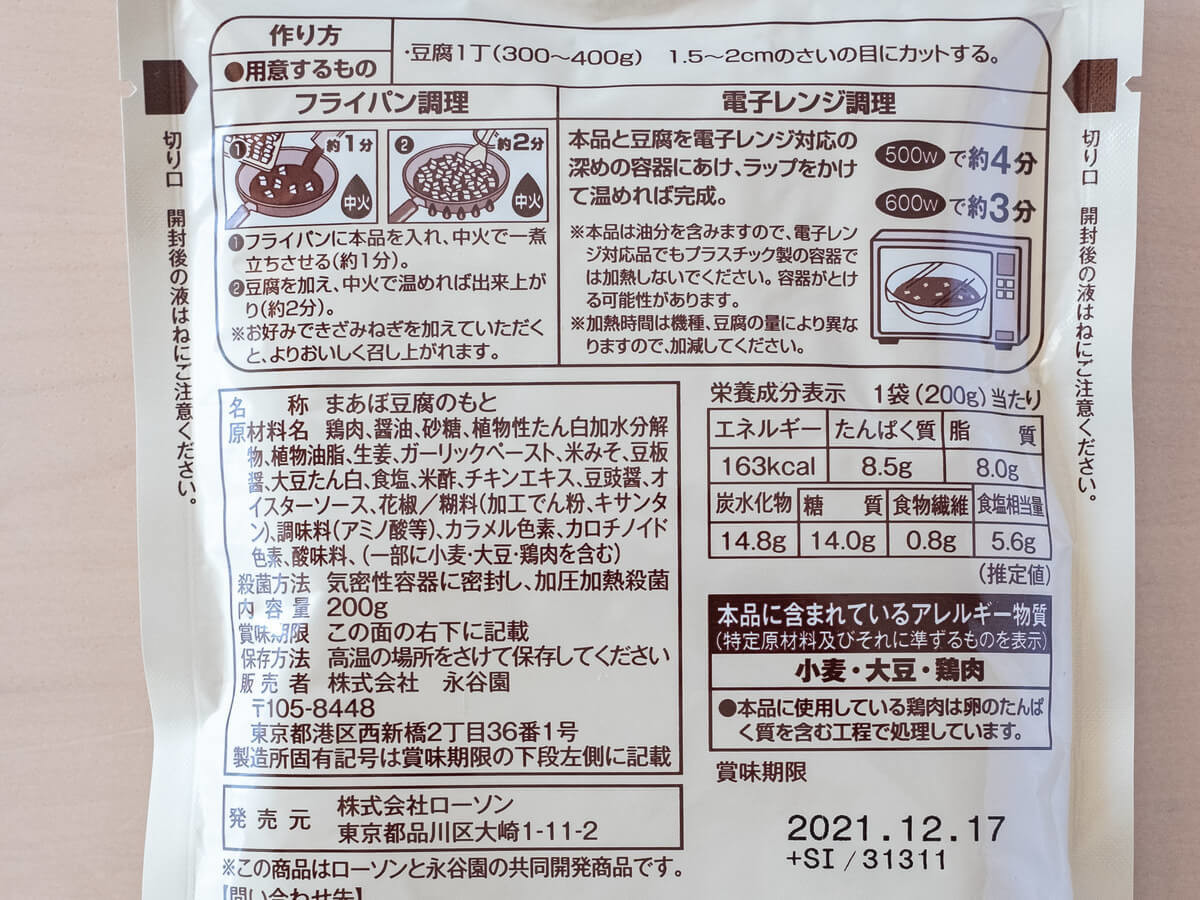 作り方
●用意するもの
・豆腐1丁(300〜400g) 1.5〜2cmのさいの目にカットする。
フライパン調理
❶ 約1分 中火
❷ 約2分 中火
❶フライパンに本品を入れ、中火で一煮
立ちさせる(約1分)。
❷豆腐を加え、中火で温めれば出来上が
り(約2分)。
※お好みできざみねぎを加えていただく
と、よりおいしく召し上がれます。
電子レンジ調理
本品と豆腐を電子レンジ対応の
深めの容器にあけ、ラップをかけ
て温めれば完成。
500wで約4分
600wで約3分
※本品は油分を含みますので、電子レン
ジ対応品でもプラスチック製の容器で
は加熱しないでください。容器がとけ
る可能性があります。
※加熱時間は機種、豆腐の量により異な
りますので、加減してください。
切り口 開封後の液はねにご注意ください。
切り口 開封後の液はねにご注意ください。
名称 まあぼ豆腐のもと
原材料名 鶏肉、醤油、砂糖、植物性たん白加水分解
物、植物油脂、生姜、ガーリックペースト、米みそ、豆板
醤、大豆たん白、食塩、米酢、チキンエキス、豆豉醤、オ
イスターソース、花椒／糊料(加工でん粉、キサンタ
ン)、調味料(アミノ酸等)、カラメル色素、カロチノイド
色素、酸味料、(一部に小麦・大豆・鶏肉を含む)
殺菌方法 気密性容器に密封し、加圧加熱殺菌
内容量 200g
賞味期限 この面の右下に記載
保存方法 高温の場所をさけて保存してください
販売者 株式会社 永谷園
〒105-8448
東京都港区西新橋2丁目36番1号
製造所固有記号は賞味期限の下段左側に記載
発売元 株式会社ローソン
東京都品川区大崎1-11-2
※この商品はローソンと永谷園の共同開発商品です。
【問い合わせ先】
栄養成分表示 1袋(200g)当たり
エネルギー たんぱく質 脂質
163kcal 8.5g 8.0g
炭水化物 糖質 食物繊維 食塩相当量
14.8g 14.0g 0.8g 5.6g
(推定値)
本品に含まれているアレルギー物質
(特定原材料及びそれに準ずるものを表示)
小麦・大豆・鶏肉
●本品に使用している鶏肉は卵のたんぱ
く質を含む工程で処理しています。
賞味期限
2021.12.17
+SI/31311